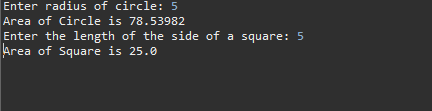 Enter radius of circle: 5
Area of Circle is 78.53982
Enter the length of the side of a square: 5
Area of Square is 25.0